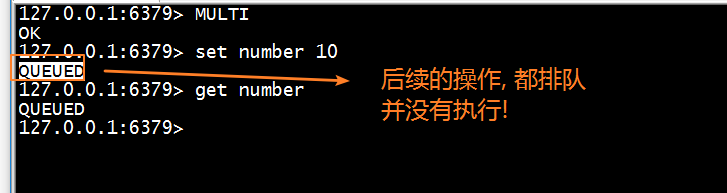 127.0.0.1:6379> MULTI
OK
127.0.0.1:6379> set number 10
QUEUED
127.0.0.1:6379> get number
QUEUED
127.0.0.1:6379>
后续的操作, 都排队
并没有执行!